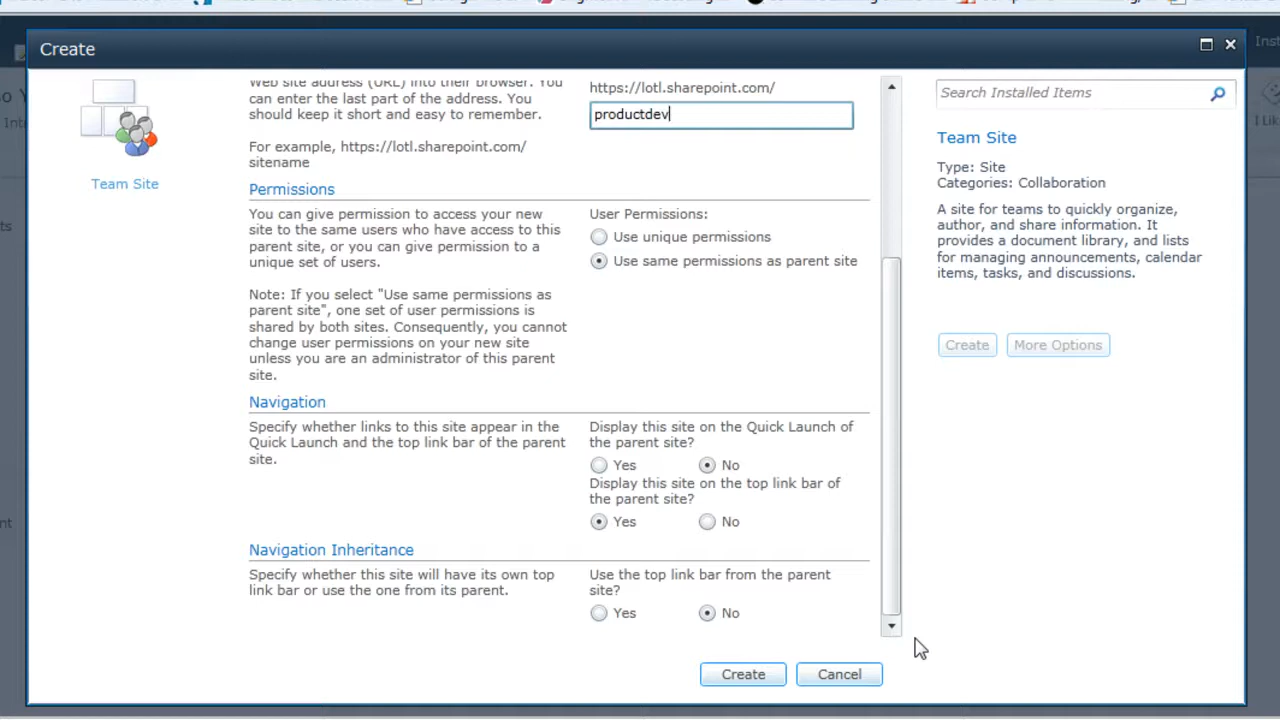 Create
Inst
Web site address (URL) into their browser. You
can enter the last part of the address. You
should keep it short and easy to remember.
For example, https://lotl.sharepoint.com/
sitename
https://lotl.sharepoint.com/
productdev
Team Site
Permissions
You can give permission to access your new
site to the same users who have access to this
parent site, or you can give permission to a
unique set of users.
Note: If you select "Use same permissions as
parent site", one set of user permissions is
shared by both sites. Consequently, you cannot
change user permissions on your new site
unless you are an administrator of this parent
site.
User Permissions:
Use unique permissions
Use same permissions as parent site
Navigation
Specify whether links to this site appear in the
Quick Launch and the top link bar of the parent
site.
Display this site on the Quick Launch of
the parent site?
Yes No
Display this site on the top link bar of
the parent site?
Yes No
Navigation Inheritance
Specify whether this site will have its own top
link bar or use the one from its parent.
Use the top link bar from the parent
site?
Yes No
Create Cancel
Search Installed Items
Team Site
Type: Site
Categories: Collaboration
A site for teams to quickly organize,
author, and share information. It
provides a document library, and lists
for managing announcements, calendar
items, tasks, and discussions.
Create More Options
I Lik